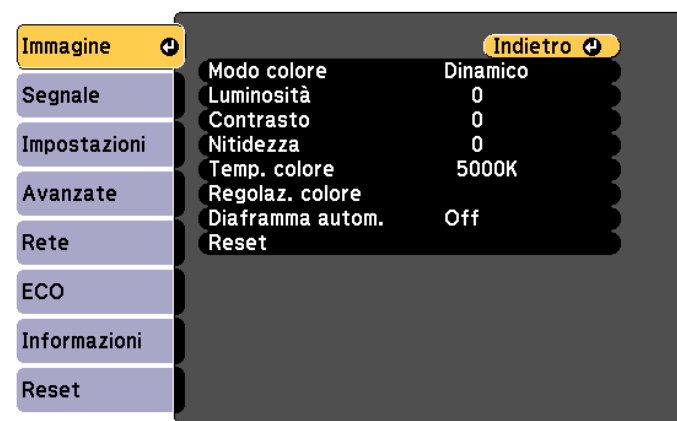 Immagine
Segnale
Impostazioni
Avanzate
Rete
ECO
Informazioni
Reset
Indietro
Modo colore Dinamico
Luminosità 0
Contrasto 0
Nitidezza 0
Temp. colore 5000K
Regolaz. colore
Diaframma autom. Off
Reset